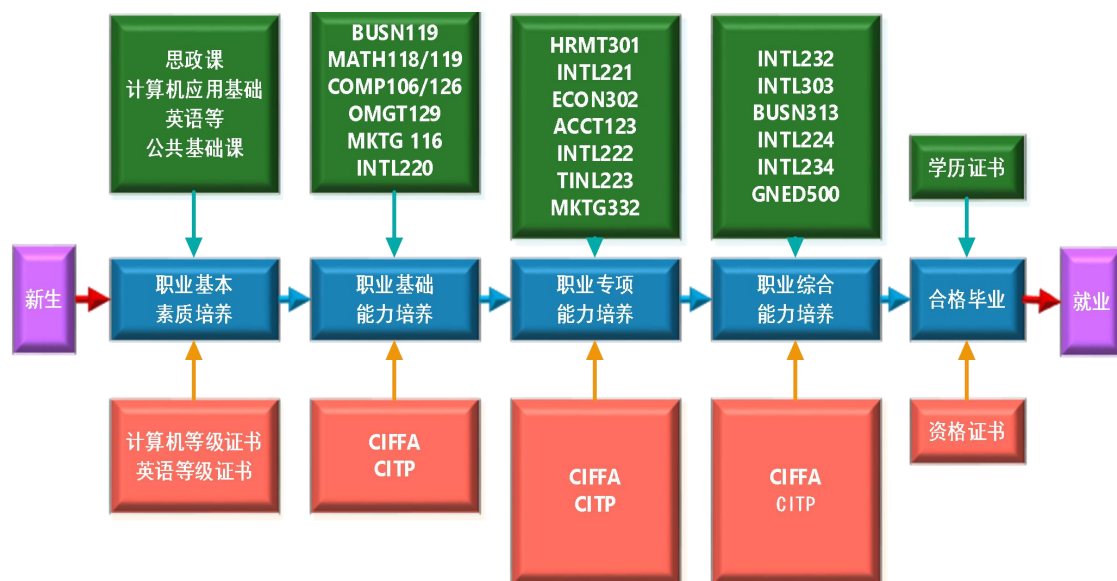 思政课
计算机应用基础
英语等
公共基础课
BUSN119
MATH118/119
COMP106/126
OMGT129
MKTG 116
INTL220
HRMT301
INTL221
ECON302
ACCT123
INTL222
TINL223
MKTG332
INTL232
INTL303
BUSN313
INTL224
INTL234
GNED500
学历证书
新生
职业基本
素质培养
职业基础
能力培养
职业专项
能力培养
职业综合
能力培养
合格毕业
就业
计算机等级证书
英语等级证书
CIFFA
CITP
CIFFA
CITP
CIFFA
CITP
资格证书